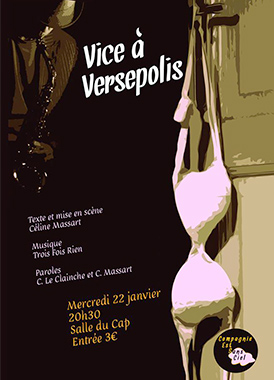 Vice à
Versepolis
Texte et mise en scène
Céline Massart
Musique
Trois Fois Rien
Paroles
C. Le Clainche et C. Massart
Mercredi 22 janvier
20h30
Salle du Cap
Entrée 3€
Compagnie
Ciel